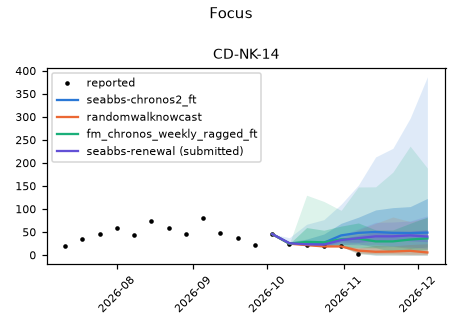 Focus
CD-NK-14
400
350
300
250
200
150
100
50
0
reported
seabbs-chronos2_ft
randomwalknowcast
fm_chronos_weekly_ragged_ft
seabbs-renewal (submitted)
2026-08
2026-09
2026-10
2026-11
2026-12